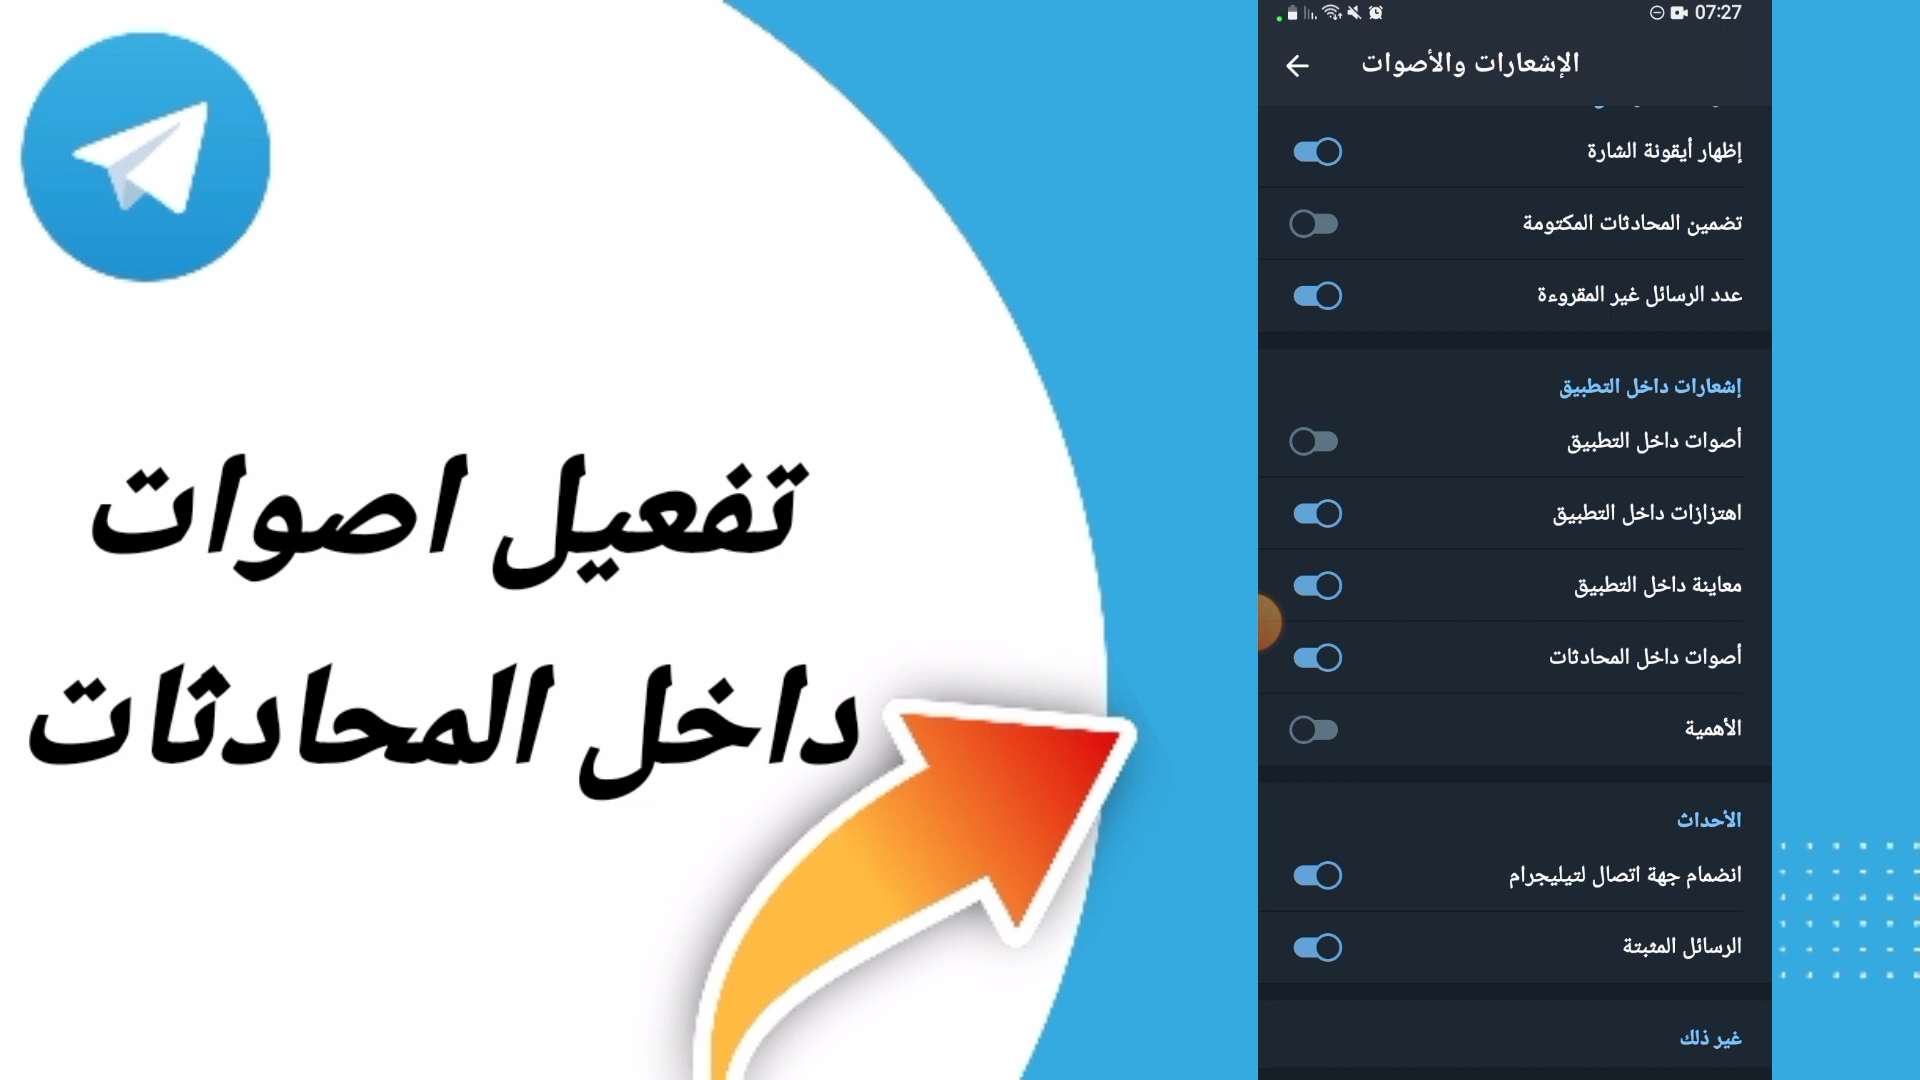 تفعيل اصوات
داخل المحادثات
07:27
الإشعارات والأصوات
إظهار أيقونة الشارة
تضمين المحادثات المكتومة
عدد الرسائل غير المقروءة
إشعارات داخل التطبيق
أصوات داخل التطبيق
اهتزازات داخل التطبيق
معاينة داخل التطبيق
أصوات داخل المحادثات
الأهمية
الأحداث
انضمام جهة اتصال لتيليجرام
الرسائل المثبتة
غير ذلك